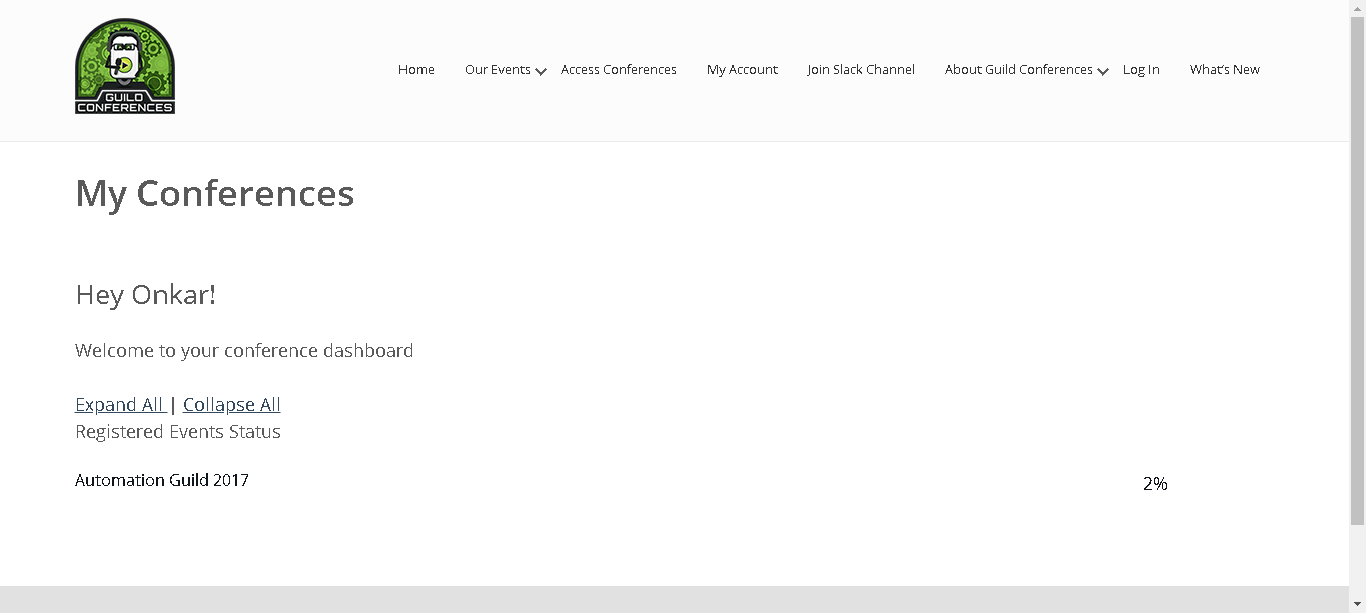 GUILD
CONFERENCES
Home Our Events Access Conferences My Account Join Slack Channel About Guild Conferences Log In What's New
My Conferences
Hey Onkar!
Welcome to your conference dashboard
Expand All | Collapse All
Registered Events Status
Automation Guild 2017 2%